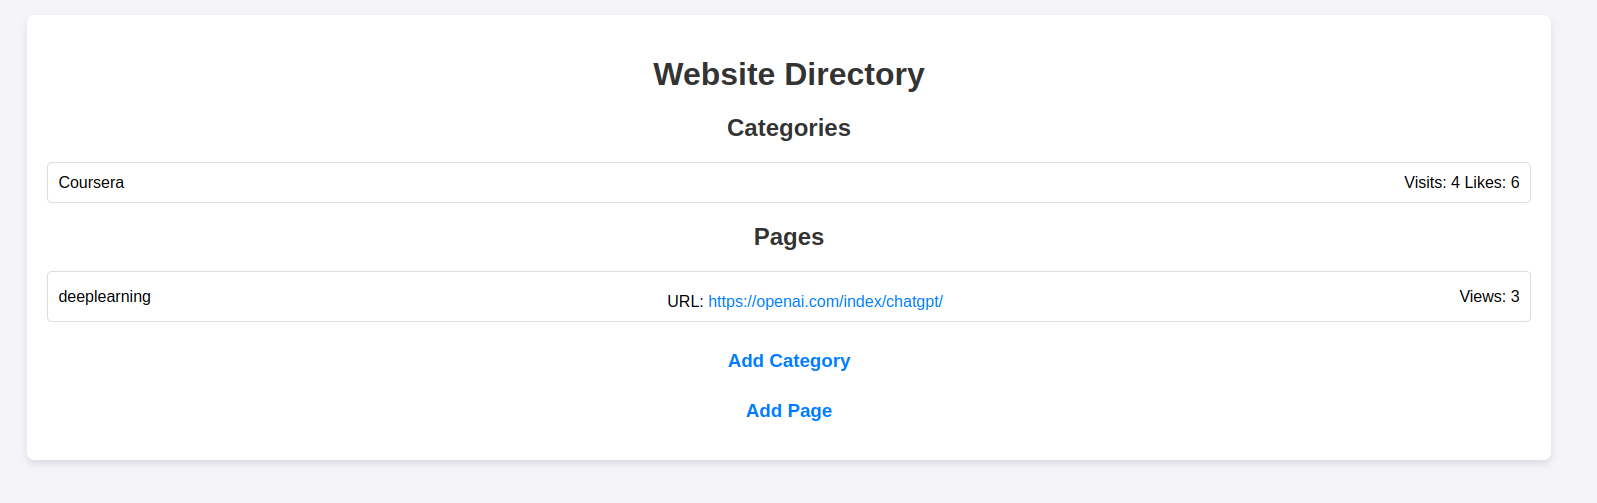 Website Directory
Categories
Coursera Visits: 4 Likes: 6
Pages
deeplearning URL: https://openai.com/index/chatgpt/ Views: 3
Add Category
Add Page